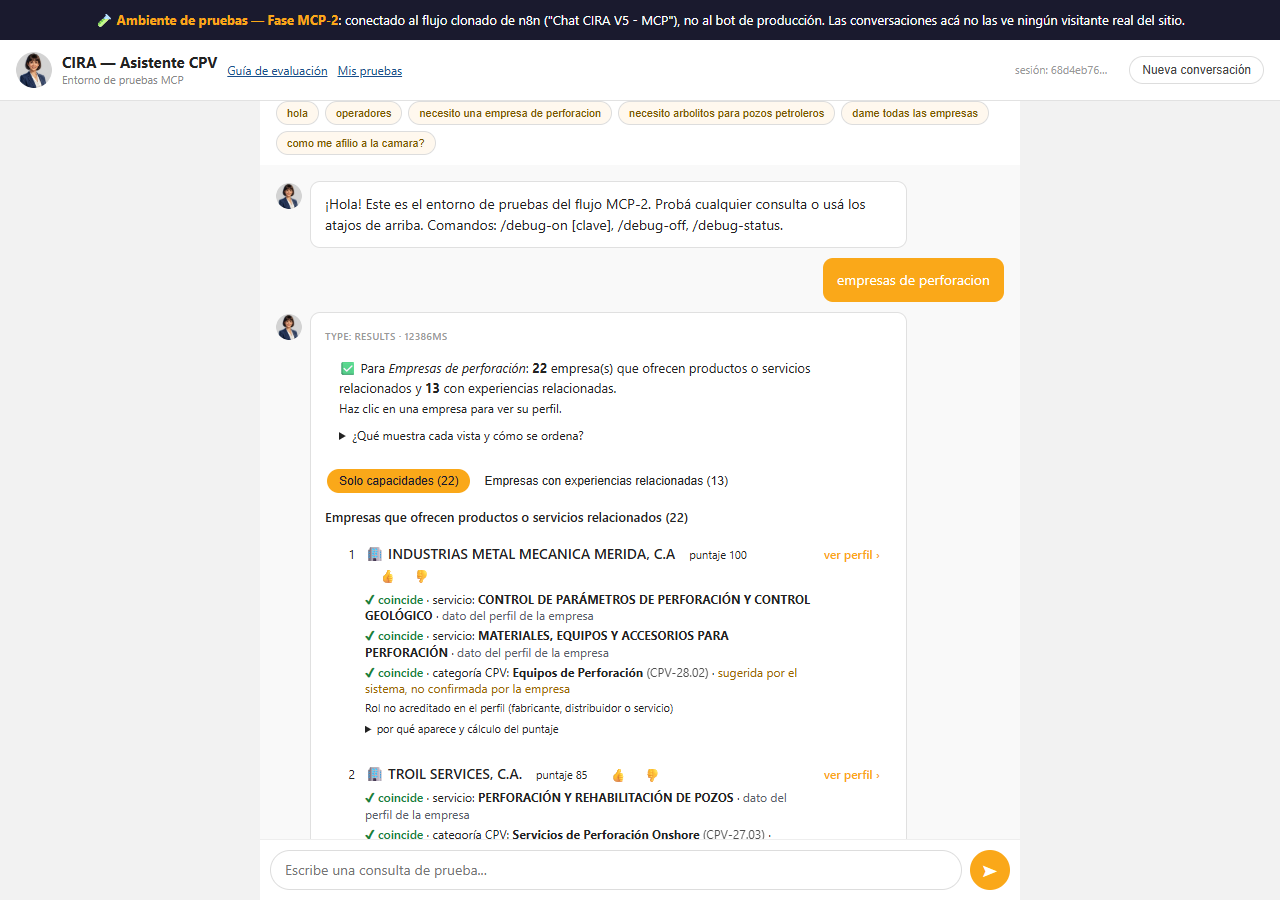 Ambiente de pruebas — Fase MCP-2: conectado al flujo clonado de n8n ("Chat CIRA V5 - MCP"), no al bot de producción. Las conversaciones acá no las ve ningún visitante real del sitio.
CIRA — Asistente CPV
Entorno de pruebas MCP
Guía de evaluación
Mis pruebas
sesión: 68d4eb76...
Nueva conversación
hola
operadores
necesito una empresa de perforacion
necesito arbolitos para pozos petroleros
dame todas las empresas
como me afilio a la camara?
¡Hola! Este es el entorno de pruebas del flujo MCP-2. Probá cualquier consulta o usá los
atajos de arriba. Comandos: /debug-on [clave], /debug-off, /debug-status.
empresas de perforacion
TYPE: RESULTS · 12386MS
✅ Para Empresas de perforación: 22 empresa(s) que ofrecen productos o servicios
relacionados y 13 con experiencias relacionadas.
Haz clic en una empresa para ver su perfil.
▶ ¿Qué muestra cada vista y cómo se ordena?
Solo capacidades (22)
Empresas con experiencias relacionadas (13)
Empresas que ofrecen productos o servicios relacionados (22)
1 INDUSTRIAS METAL MECANICA MERIDA, C.A puntaje 100 ver perfil ›
✔ coincide · servicio: CONTROL DE PARÁMETROS DE PERFORACIÓN Y CONTROL
GEOLÓGICO · dato del perfil de la empresa
✔ coincide · servicio: MATERIALES, EQUIPOS Y ACCESORIOS PARA
PERFORACIÓN · dato del perfil de la empresa
✔ coincide · categoría CPV: Equipos de Perforación (CPV-28.02) · sugerida por el
sistema, no confirmada por la empresa
Rol no acreditado en el perfil (fabricante, distribuidor o servicio)
▶ por qué aparece y cálculo del puntaje
2 TROIL SERVICES, C.A. puntaje 85 ver perfil ›
✔ coincide · servicio: PERFORACIÓN Y REHABILITACIÓN DE POZOS · dato del
perfil de la empresa
✔ coincide · categoría CPV: Servicios de Perforación Onshore (CPV-27.03) ·
Escribe una consulta de prueba...